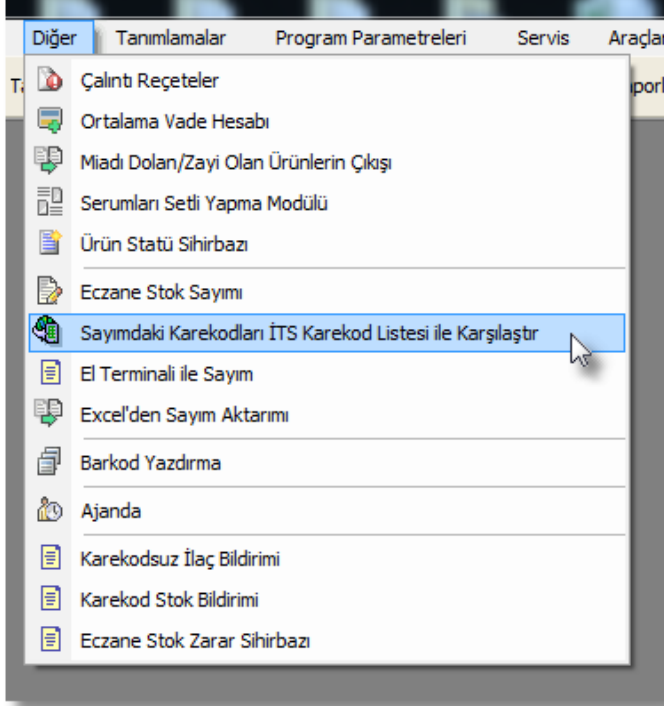 Diğer Tanımlamalar Program Parametreleri Servis Araçlar
Çalıntı Reçeteler
Ortalama Vade Hesabı
Miadı Dolan/Zayi Olan Ürünlerin Çıkışı
Serumları Setli Yapma Modülü
Ürün Statü Sihirbazı
Eczane Stok Sayımı
Sayımdaki Karekodları İTS Karekod Listesi ile Karşılaştır
El Terminali ile Sayım
Excel'den Sayım Aktarımı
Barkod Yazdırma
Ajanda
Karekodsuz İlaç Bildirimi
Karekod Stok Bildirimi
Eczane Stok Zarar Sihirbazı